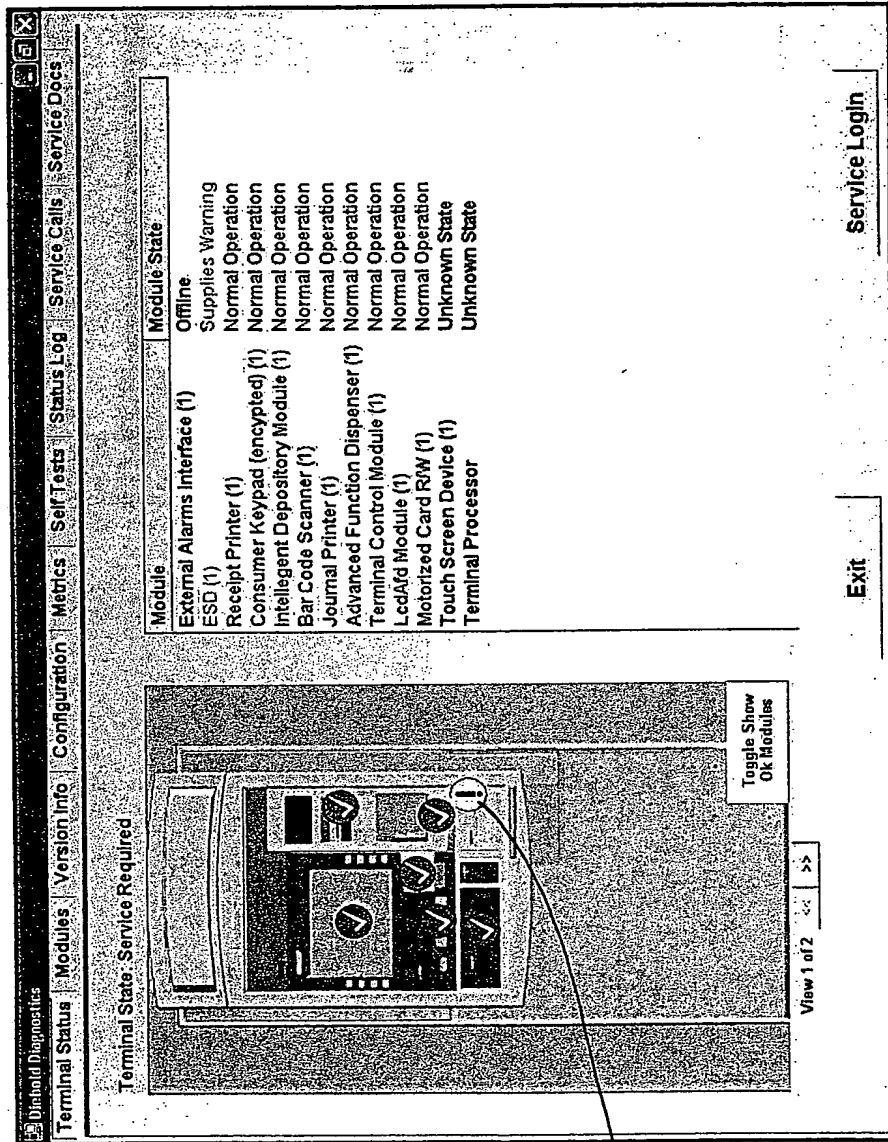 Diebold Diagnostics
Terminal Status Modules Version Info Configuration Metrics Self Tests Status Log Service Calls Service Docs
Terminal State: Service Required
Toggle Show
Ok Modules
View 1 of 2 << >>
Module Module State
External Alarms Interface (1) Offline
ESD (1) Supplies Warning
Receipt Printer (1) Normal Operation
Consumer Keypad (encypted) (1) Normal Operation
Intellegent Depository Module (1) Normal Operation
Bar Code Scanner (1) Normal Operation
Journal Printer (1) Normal Operation
Advanced Function Dispenser (1) Normal Operation
Terminal Control Module (1) Normal Operation
LcdAfd Module (1) Normal Operation
Motorized Card R/W (1) Normal Operation
Touch Screen Device (1) Unknown State
Terminal Processor Unknown State
Exit Service Login